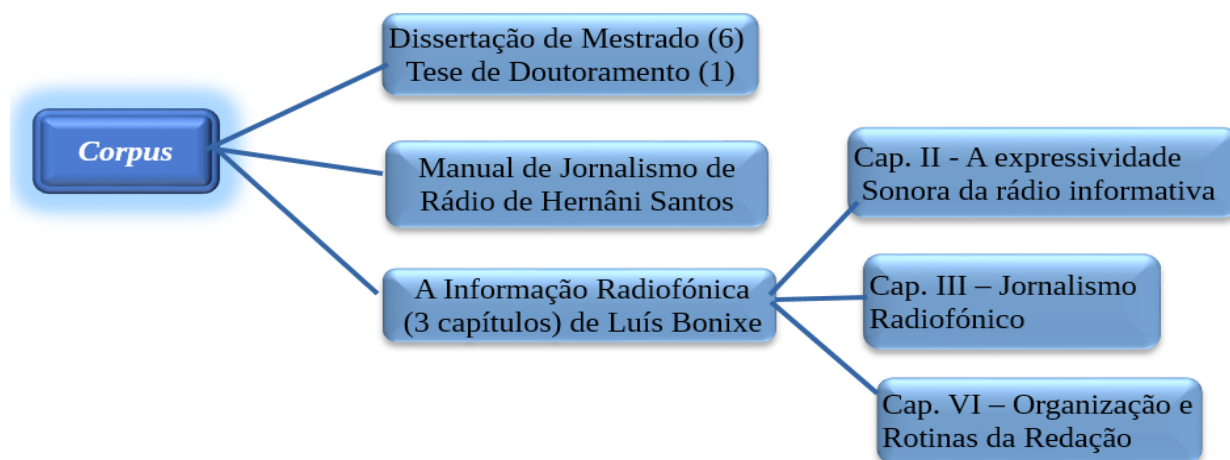 Corpus
Dissertação de Mestrado (6)
Tese de Doutoramento (1)
Manual de Jornalismo de
Rádio de Hernâni Santos
A Informação Radiofónica
(3 capítulos) de Luís Bonixe
Cap. II - A expressividade
Sonora da rádio informativa
Cap. III – Jornalismo
Radiofónico
Cap. VI – Organização e
Rotinas da Redação